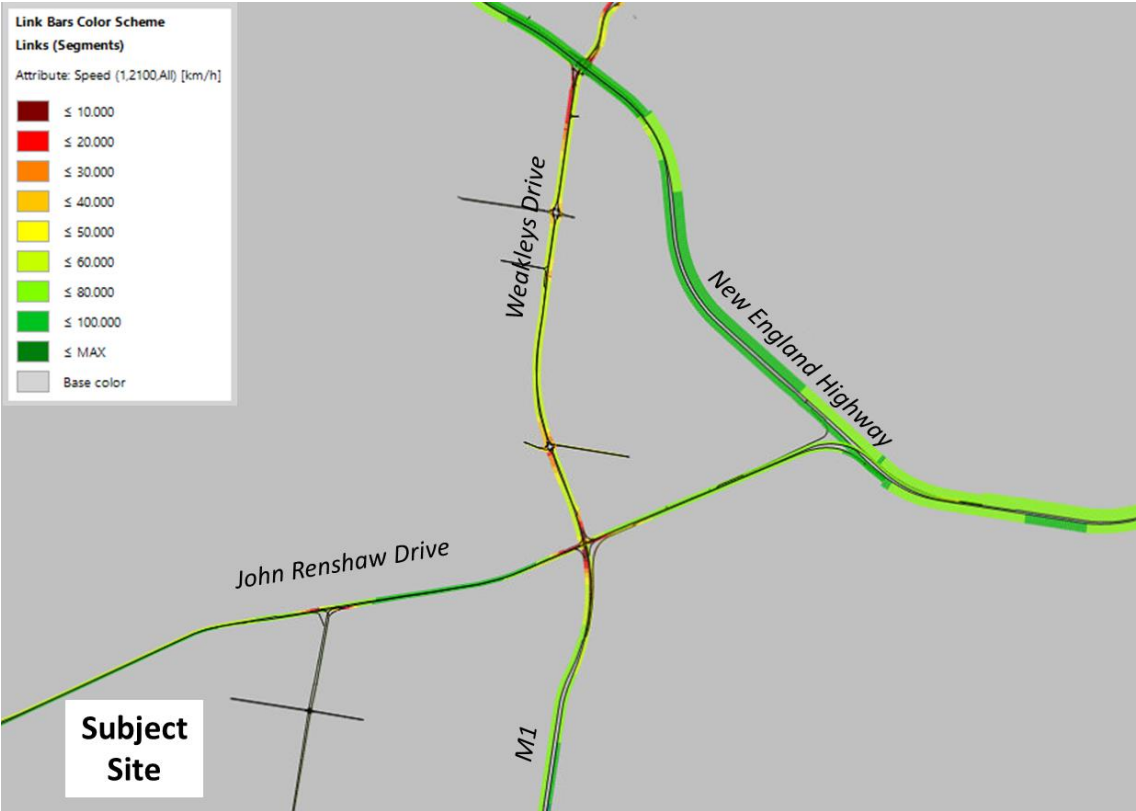 Link Bars Color Scheme
Links (Segments)
Attribute: Speed (1,2100,All) [km/h]
≤ 10.000
≤ 20.000
≤ 30.000
≤ 40.000
≤ 50.000
≤ 60.000
≤ 80.000
≤ 100.000
≤ MAX
Base color
Weakleys Drive
New England Highway
John Renshaw Drive
M1
Subject
Site